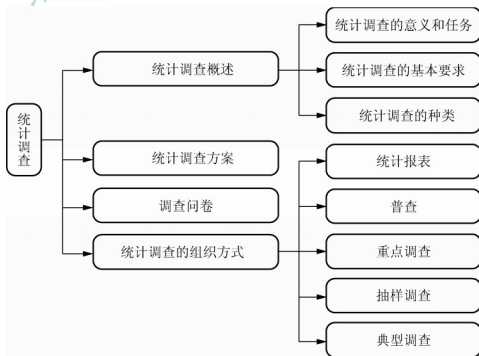 统计调查
统计调查概述
统计调查的意义和任务
统计调查的基本要求
统计调查的种类
统计调查方案
调查问卷
统计调查的组织方式
统计报表
普查
重点调查
抽样调查
典型调查